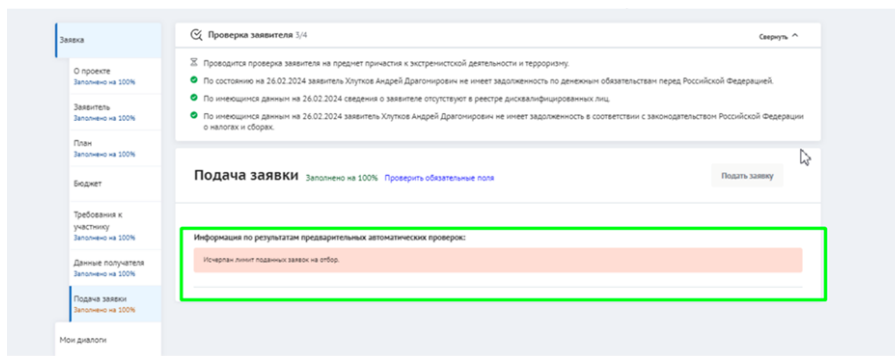 Заявка
О проекте
Заполнено на 100%
Заявитель
Заполнено на 100%
План
Заполнено на 100%
Бюджет
Требования к
участнику
Заполнено на 100%
Данные получателя
Заполнено на 100%
Подача заявки
Заполнено на 100%
Мои диалоги
Проверка заявителя 3/4
Свернуть
Проводится проверка заявителя на предмет причастия к экстремистской деятельности и терроризму.
По состоянию на 26.02.2024 заявитель Хлутков Андрей Драгомирович не имеет задолженность по денежным обязательствам перед Российской Федерацией.
По имеющимся данным на 26.02.2024 сведения о заявителе отсутствуют в реестре дисквалифицированных лиц.
По имеющимся данным на 26.02.2024 заявитель Хлутков Андрей Драгомирович не имеет задолженность в соответствии с законодательством Российской Федерации
о налогах и сборах.
Подача заявки Заполнено на 100% Проверить обязательные поля
Подать заявку
Информация по результатам предварительных автоматических проверок:
Исчерпан лимит поданных заявок на отбор.